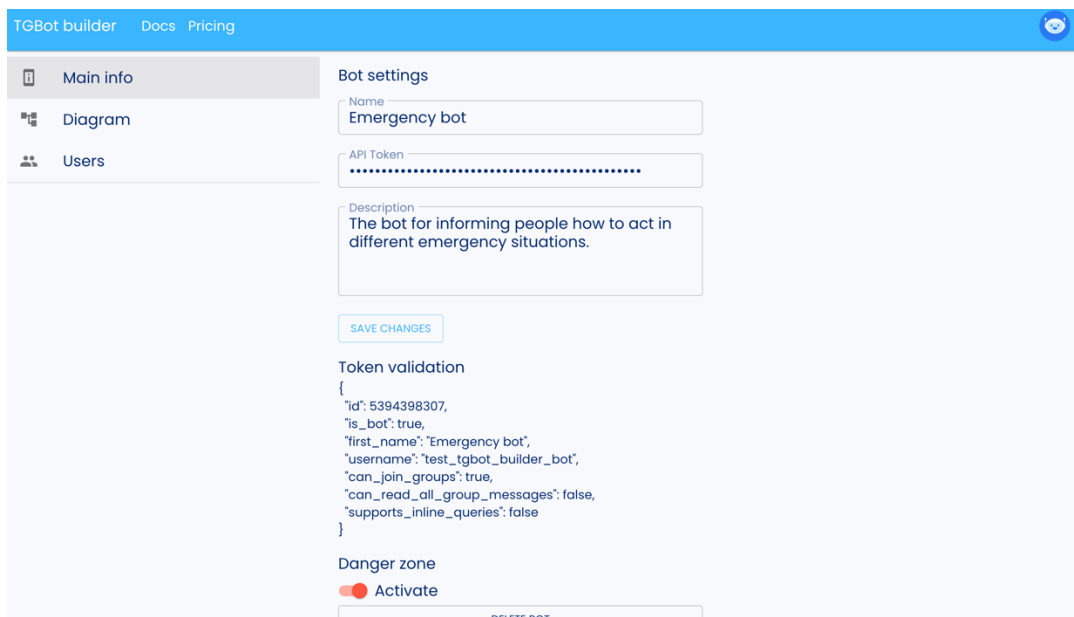 TGBot builder Docs Pricing
Main info
Diagram
Users
Bot settings
Name
Emergency bot
API Token
••••••••••••••••••••••••••••••••••••••••••••••
Description
The bot for informing people how to act in
different emergency situations.
SAVE CHANGES
Token validation
{
"id": 5394398307,
"is_bot": true,
"first_name": "Emergency bot",
"username": "test_tgbot_builder_bot",
"can_join_groups": true,
"can_read_all_group_messages": false,
"supports_inline_queries": false
}
Danger zone
Activate
DELETE BOT